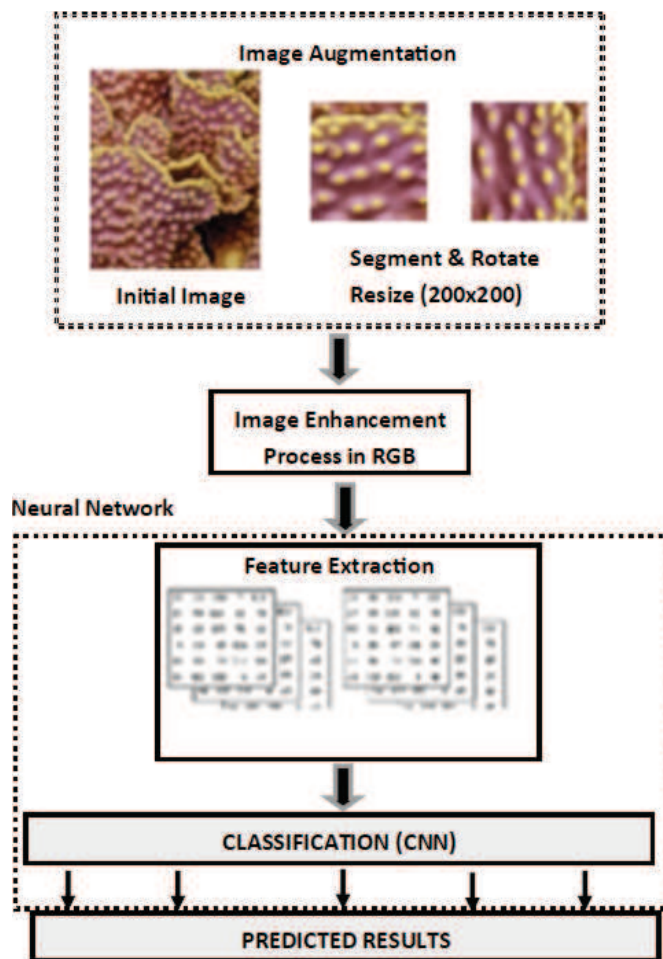 Image Augmentation
Initial Image
Segment & Rotate
Resize (200x200)
Image Enhancement
Process in RGB
Neural Network
Feature Extraction
CLASSIFICATION (CNN)
PREDICTED RESULTS